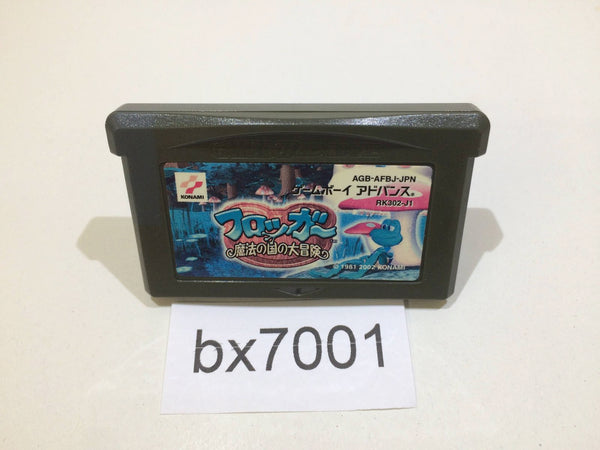 KONAMI
AGB-AFBJ-JPN
ゲームボーイ アドバンス®
RK302-J1
フロッガー
魔法の国の大冒険
© 1981 2002 KONAMI
bx7001